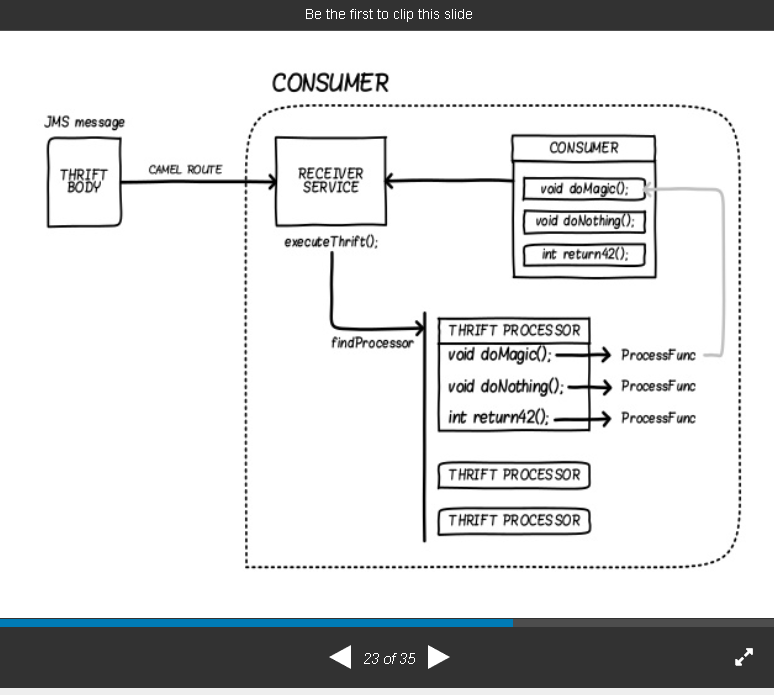 Be the first to clip this slide
CONSUMER
JMS message
THRIFT
BODY
CAMEL ROUTE
RECEIVER
SERVICE
executeThrift();
CONSUMER
void doMagic();
void doNothing();
int return42();
findProcessor
THRIFT PROCESSOR
void doMagic();
ProcessFunc
void doNothing();
ProcessFunc
int return42();
ProcessFunc
THRIFT PROCESSOR
THRIFT PROCESSOR
23 of 35